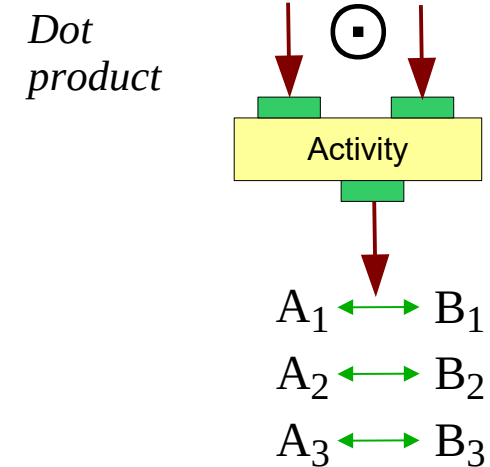 Dot
product
⊙
Activity
A₁ B₁
A₂ B₂
A₃ B₃